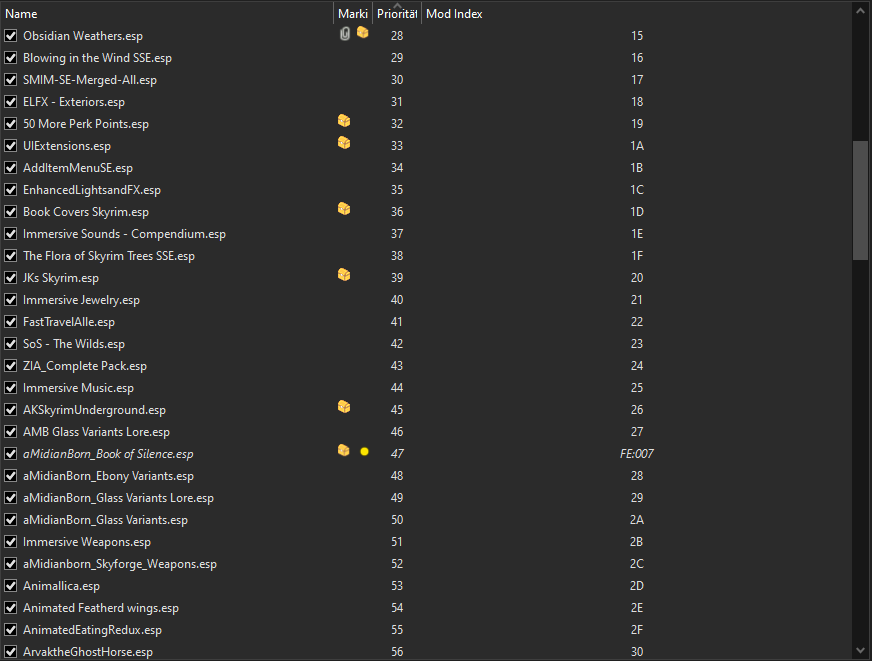 Name Marki Priorität Mod Index
Obsidian Weathers.esp 28 15
Blowing in the Wind SSE.esp 29 16
SMIM-SE-Merged-All.esp 30 17
ELFX - Exteriors.esp 31 18
50 More Perk Points.esp 32 19
UIExtensions.esp 33 1A
AddItemMenuSE.esp 34 1B
EnhancedLightsandFX.esp 35 1C
Book Covers Skyrim.esp 36 1D
Immersive Sounds - Compendium.esp 37 1E
The Flora of Skyrim Trees SSE.esp 38 1F
JKs Skyrim.esp 39 20
Immersive Jewelry.esp 40 21
FastTravelAlle.esp 41 22
SoS - The Wilds.esp 42 23
ZIA_Complete Pack.esp 43 24
Immersive Music.esp 44 25
AKSkyrimUnderground.esp 45 26
AMB Glass Variants Lore.esp 46 27
aMidianBorn_Book of Silence.esp 47 FE:007
aMidianBorn_Ebony Variants.esp 48 28
aMidianBorn_Glass Variants Lore.esp 49 29
aMidianBorn_Glass Variants.esp 50 2A
Immersive Weapons.esp 51 2B
aMidianborn_Skyforge_Weapons.esp 52 2C
Animallica.esp 53 2D
Animated Featherd wings.esp 54 2E
AnimatedEatingRedux.esp 55 2F
ArvaktheGhostHorse.esp 56 30